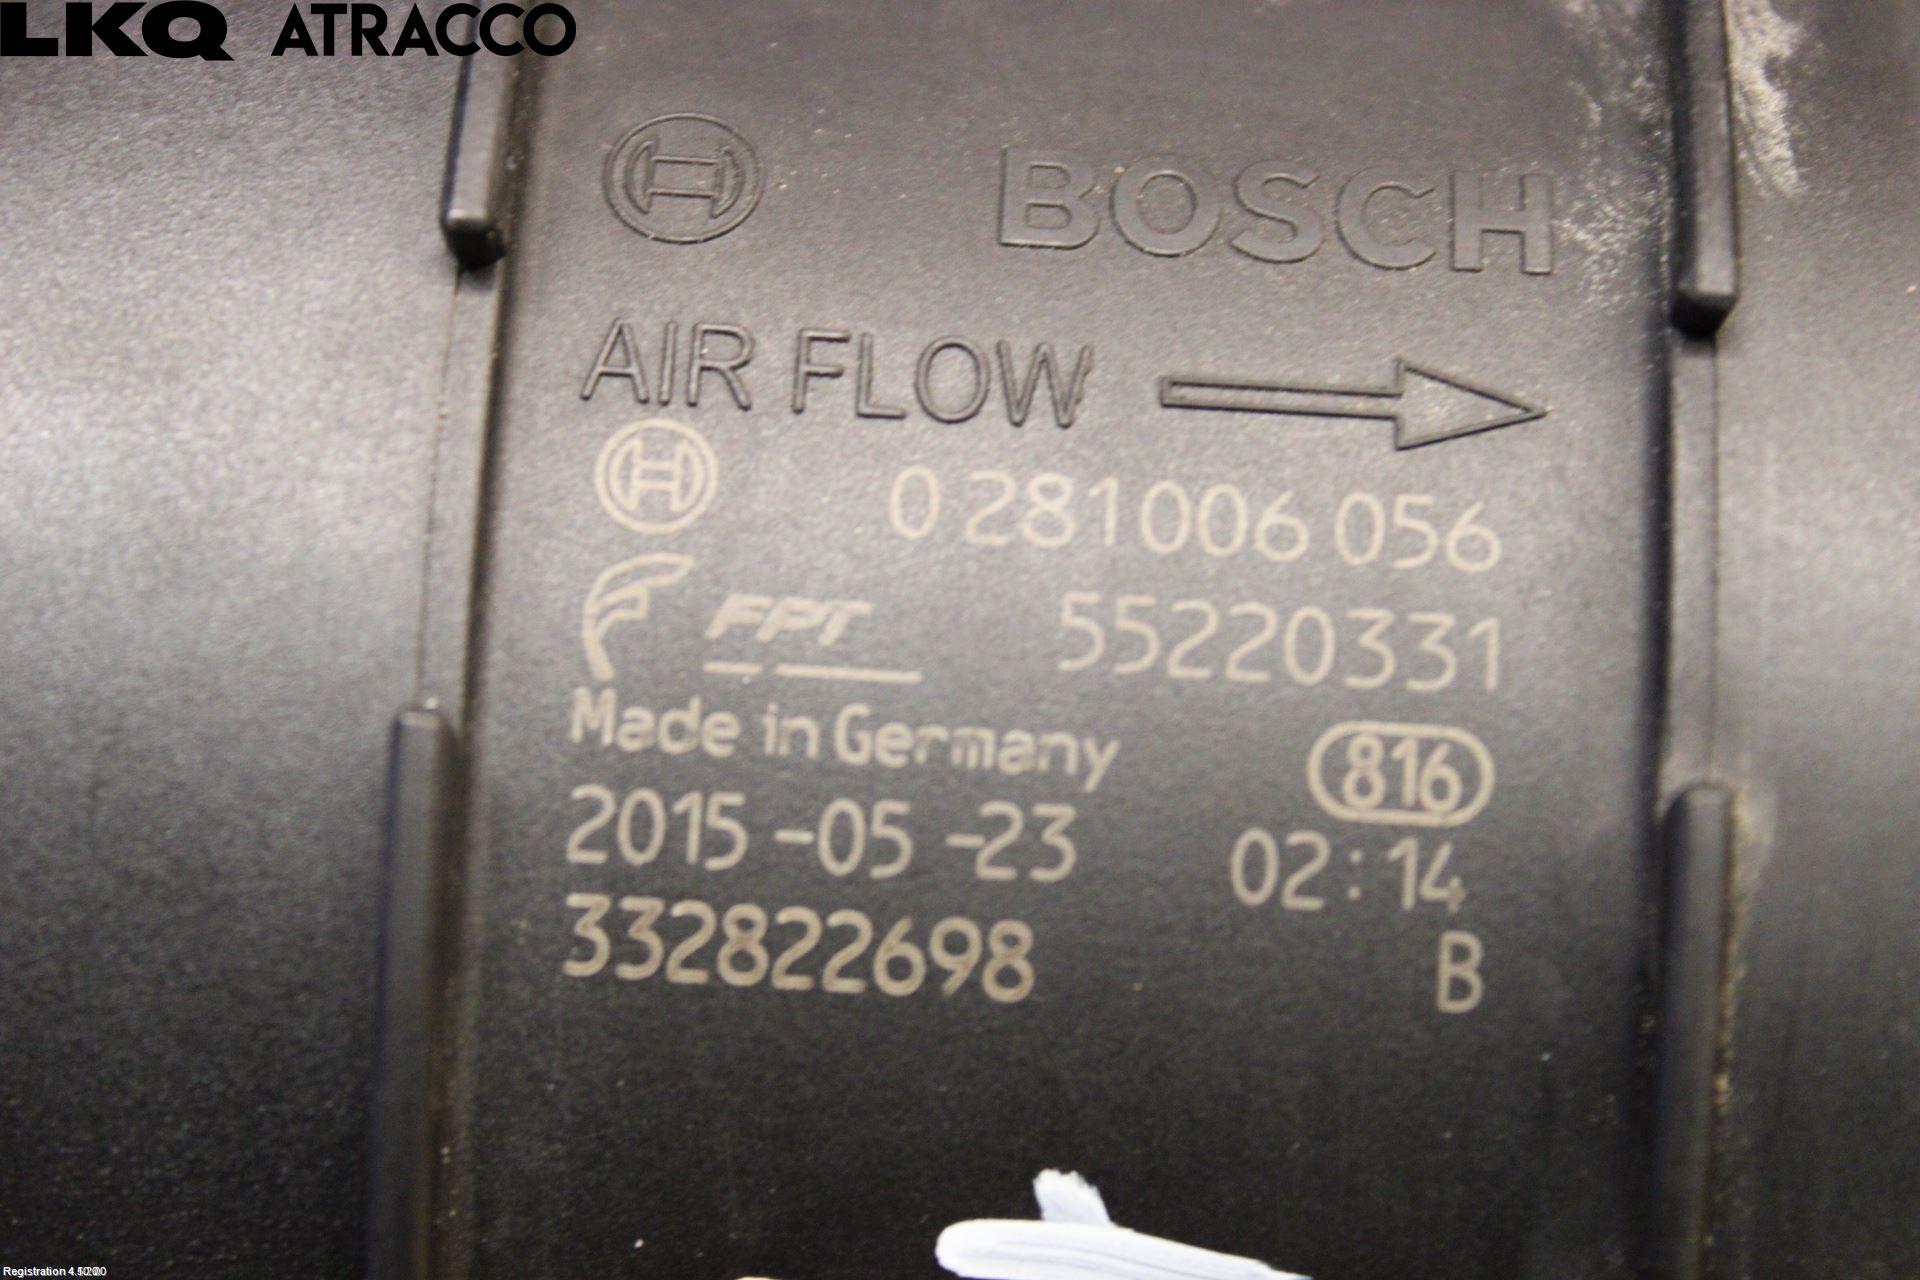 LKQ ATRACCO
BOSCH
AIR FLOW
0 281 006 056
FPT 55220331
Made in Germany 816
2015-05-23 02:14
332822698 B